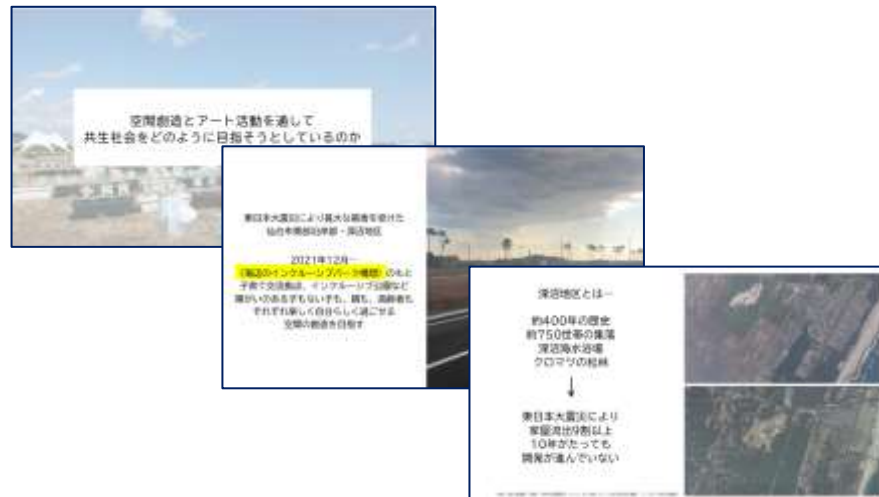 空間創造とアート活動を通して
共生社会をどのように目指そうとしているのか
東日本大震災により甚大な被害を受けた
仙台市東部沿岸部・深沼地区
2021年12月…
《海辺のインクルーシブパーク構想》のもと
子育て交流拠点、インクルーシブ公園など
障がいのある子もない子も、親も、高齢者も
それぞれ楽しく自分らしく過ごせる
空間の創造を目指す
深沼地区とは…
約400年の歴史
約750世帯の集落
深沼海水浴場
クロマツの松林
↓
東日本大震災により
家屋流出9割以上
10年がたっても
開発が進んでいない